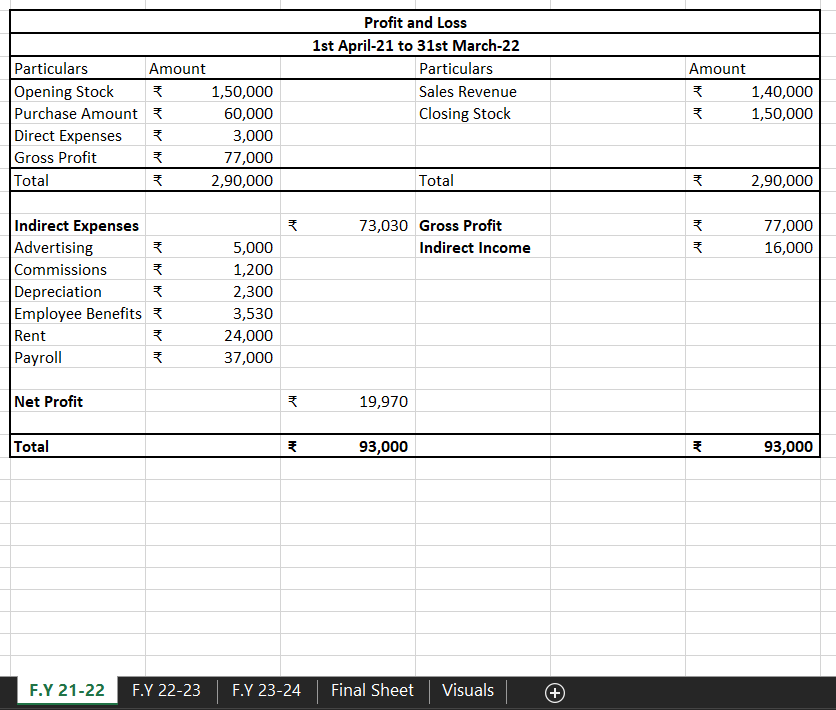 Profit and Loss
1st April-21 to 31st March-22
Particulars Amount Particulars Amount
Opening Stock ₹ 1,50,000 Sales Revenue ₹ 1,40,000
Purchase Amount ₹ 60,000 Closing Stock ₹ 1,50,000
Direct Expenses ₹ 3,000
Gross Profit ₹ 77,000
Total ₹ 2,90,000 Total ₹ 2,90,000
Indirect Expenses ₹ 73,030 Gross Profit ₹ 77,000
Advertising ₹ 5,000 Indirect Income ₹ 16,000
Commissions ₹ 1,200
Depreciation ₹ 2,300
Employee Benefits ₹ 3,530
Rent ₹ 24,000
Payroll ₹ 37,000
Net Profit ₹ 19,970
Total ₹ 93,000 ₹ 93,000
F.Y 21-22 F.Y 22-23 F.Y 23-24 Final Sheet Visuals